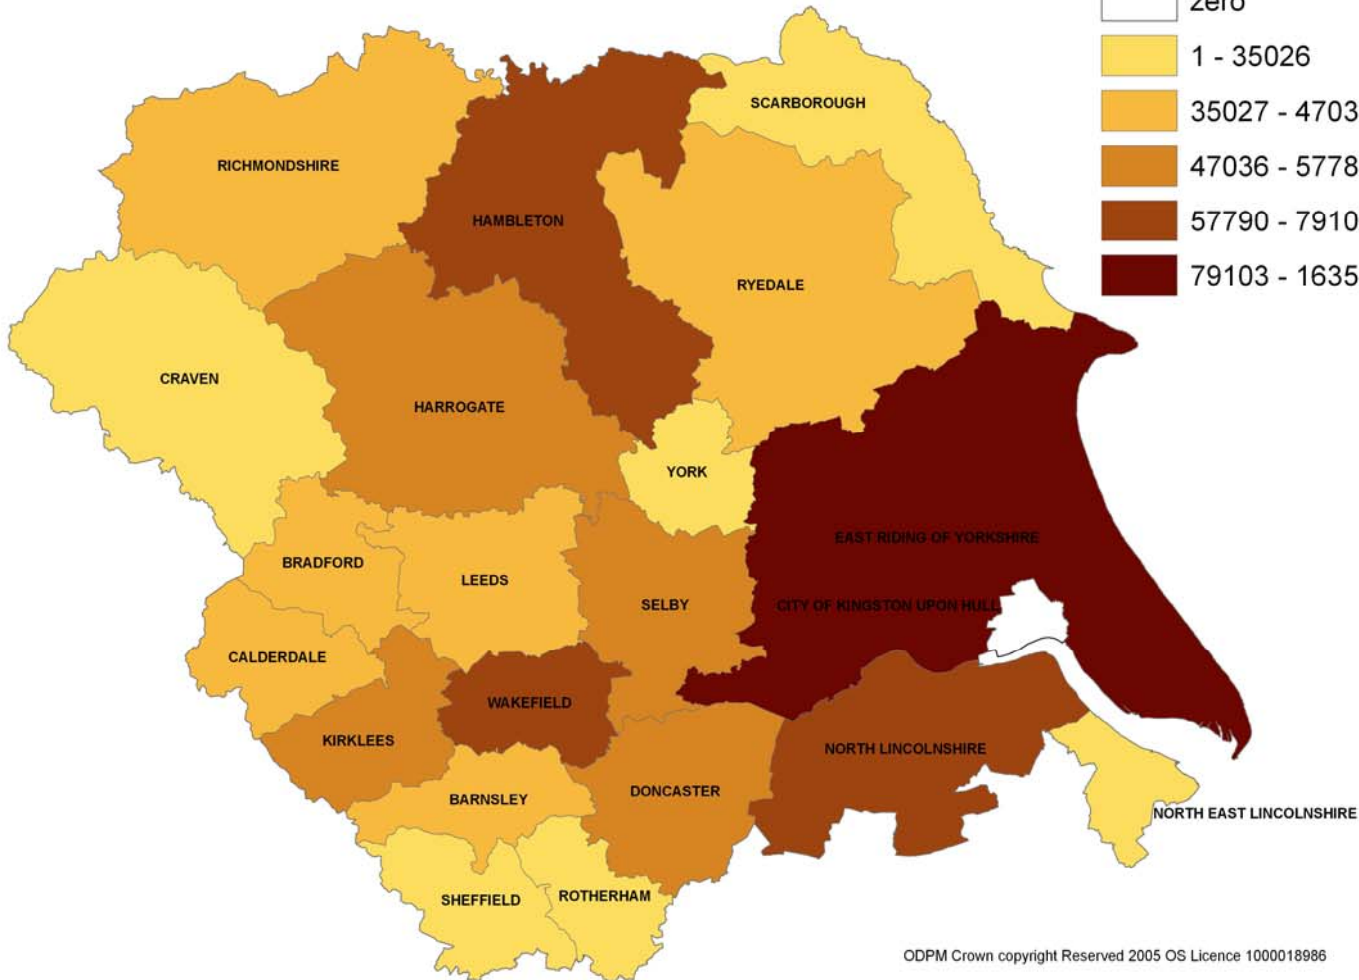 zero
1 - 35026
35027 - 4703
47036 - 5778
57790 - 7910
79103 - 1635
SCARBOROUGH
RICHMONDSHIRE
HAMBLETON
RYEDALE
CRAVEN
HARROGATE
YORK
EAST RIDING OF YORKSHIRE
BRADFORD
LEEDS
SELBY
CITY OF KINGSTON UPON HULL
CALDERDALE
WAKEFIELD
KIRKLEES
NORTH LINCOLNSHIRE
BARNSLEY
DONCASTER
NORTH EAST LINCOLNSHIRE
SHEFFIELD
ROTHERHAM
ODPM Crown copyright Reserved 2005 OS Licence 1000018986